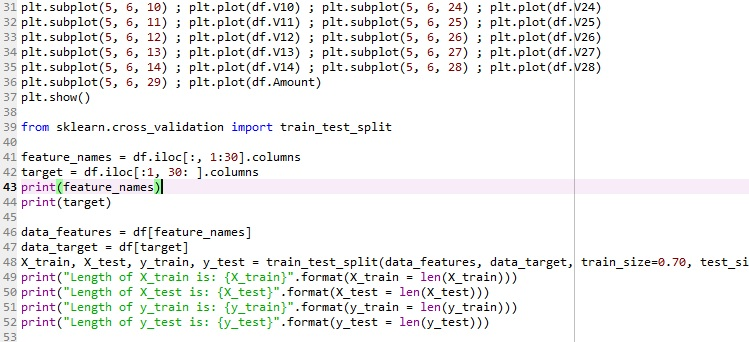 31 plt.subplot(5, 6, 10) ; plt.plot(df.V10) ; plt.subplot(5, 6, 24) ; plt.plot(df.V24)
32 plt.subplot(5, 6, 11) ; plt.plot(df.V11) ; plt.subplot(5, 6, 25) ; plt.plot(df.V25)
33 plt.subplot(5, 6, 12) ; plt.plot(df.V12) ; plt.subplot(5, 6, 26) ; plt.plot(df.V26)
34 plt.subplot(5, 6, 13) ; plt.plot(df.V13) ; plt.subplot(5, 6, 27) ; plt.plot(df.V27)
35 plt.subplot(5, 6, 14) ; plt.plot(df.V14) ; plt.subplot(5, 6, 28) ; plt.plot(df.V28)
36 plt.subplot(5, 6, 29) ; plt.plot(df.Amount)
37 plt.show()
38
39 from sklearn.cross_validation import train_test_split
40
41 feature_names = df.iloc[:, 1:30].columns
42 target = df.iloc[:1, 30: ].columns
43 print(feature_names)
44 print(target)
45
46 data_features = df[feature_names]
47 data_target = df[target]
48 X_train, X_test, y_train, y_test = train_test_split(data_features, data_target, train_size=0.70, test_si
49 print("Length of X_train is: {X_train}".format(X_train = len(X_train)))
50 print("Length of X_test is: {X_test}".format(X_test = len(X_test)))
51 print("Length of y_train is: {y_train}".format(y_train = len(y_train)))
52 print("Length of y_test is: {y_test}".format(y_test = len(y_test)))
53